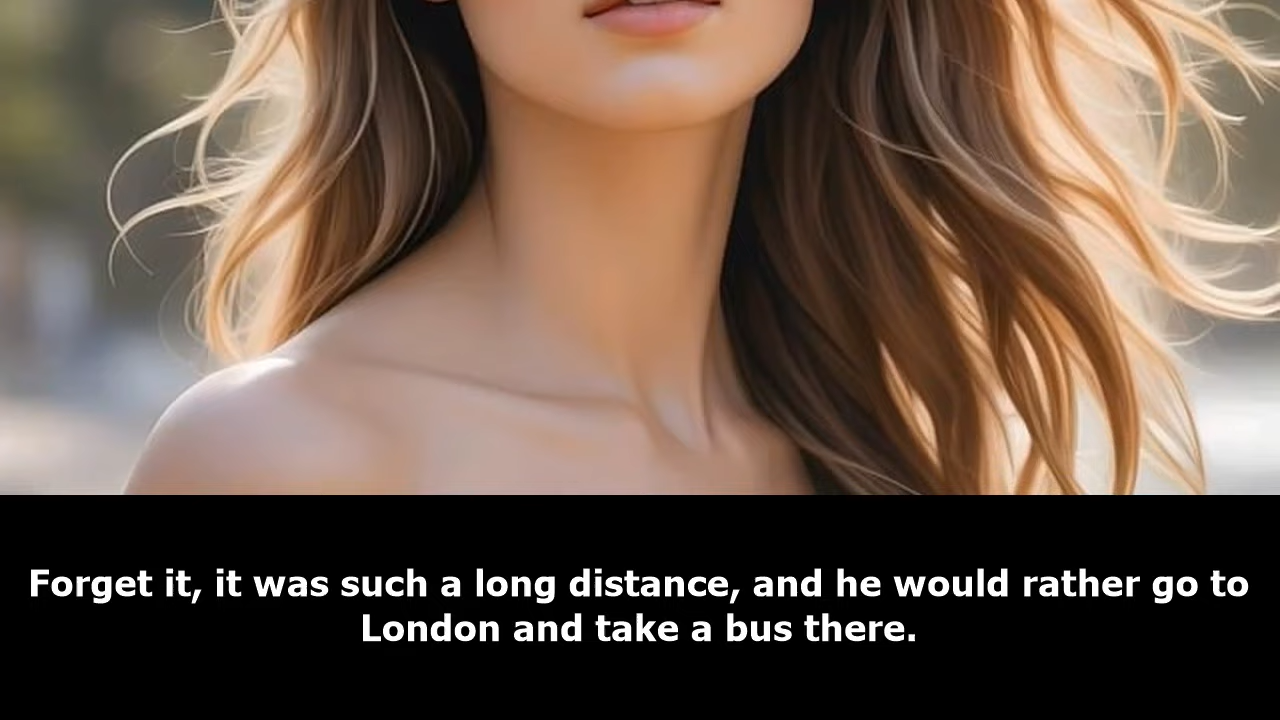 Forget it, it was such a long distance, and he would rather go to
London and take a bus there.